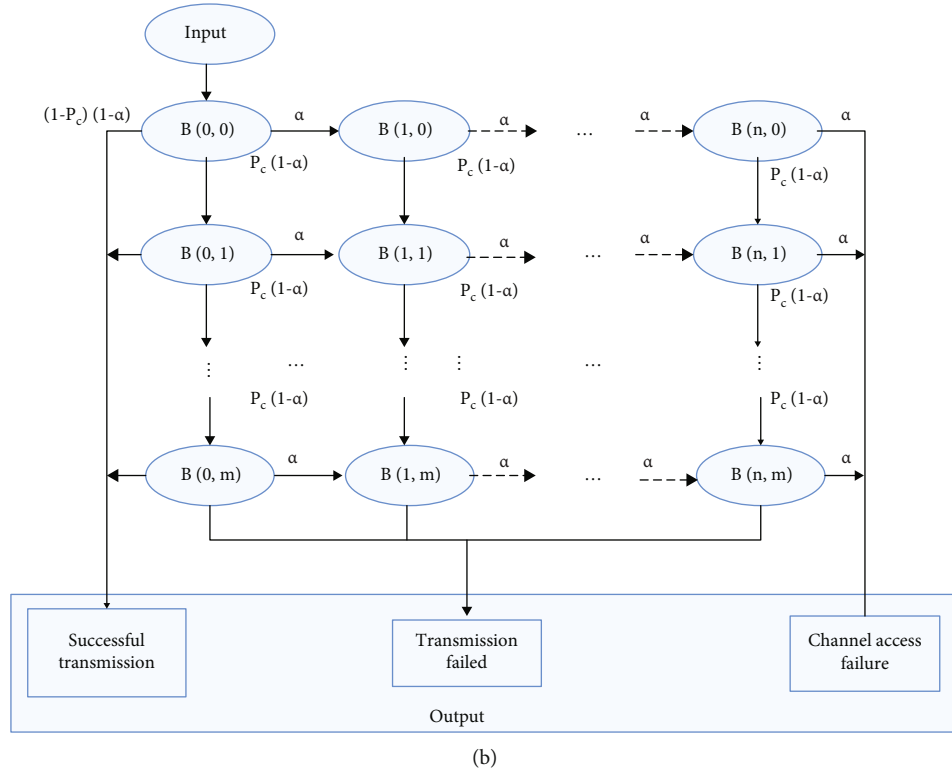 Input
(1-Pc) (1-α)
B (0, 0)
α
B (1, 0)
α
...
α
B (n, 0)
α
Pc (1-α)
Pc (1-α)
Pc (1-α)
B (0, 1)
α
B (1, 1)
α
...
α
B (n, 1)
α
Pc (1-α)
Pc (1-α)
Pc (1-α)
⋮
...
⋮
⋮
...
⋮
Pc (1-α)
Pc (1-α)
Pc (1-α)
B (0, m)
α
B (1, m)
α
...
α
B (n, m)
α
Successful
transmission
Transmission
failed
Channel access
failure
Output
(b)